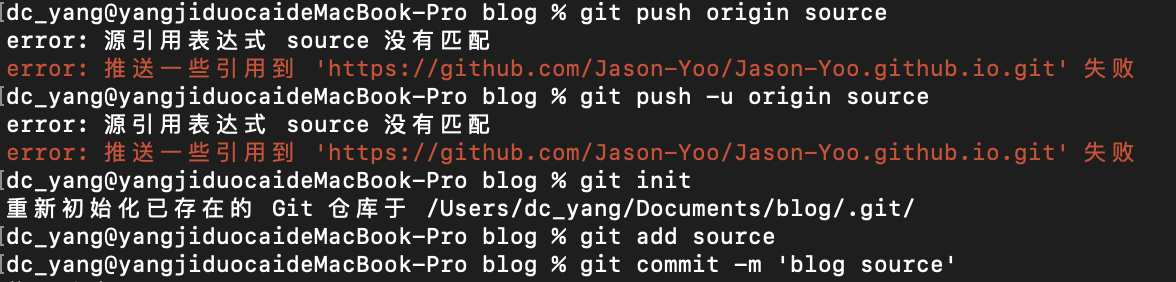 dc_yang@yangjiduocaideMacBook-Pro blog % git push origin source
error: 源引用表达式 source 没有匹配
error: 推送一些引用到 'https://github.com/Jason-Yoo/Jason-Yoo.github.io.git' 失败
[dc_yang@yangjiduocaideMacBook-Pro blog % git push -u origin source
error: 源引用表达式 source 没有匹配
error: 推送一些引用到 'https://github.com/Jason-Yoo/Jason-Yoo.github.io.git' 失败
[dc_yang@yangjiduocaideMacBook-Pro blog % git init
重新初始化已存在的 Git 仓库于 /Users/dc_yang/Documents/blog/.git/
[dc_yang@yangjiduocaideMacBook-Pro blog % git add source
[dc_yang@yangjiduocaideMacBook-Pro blog % git commit -m 'blog source'